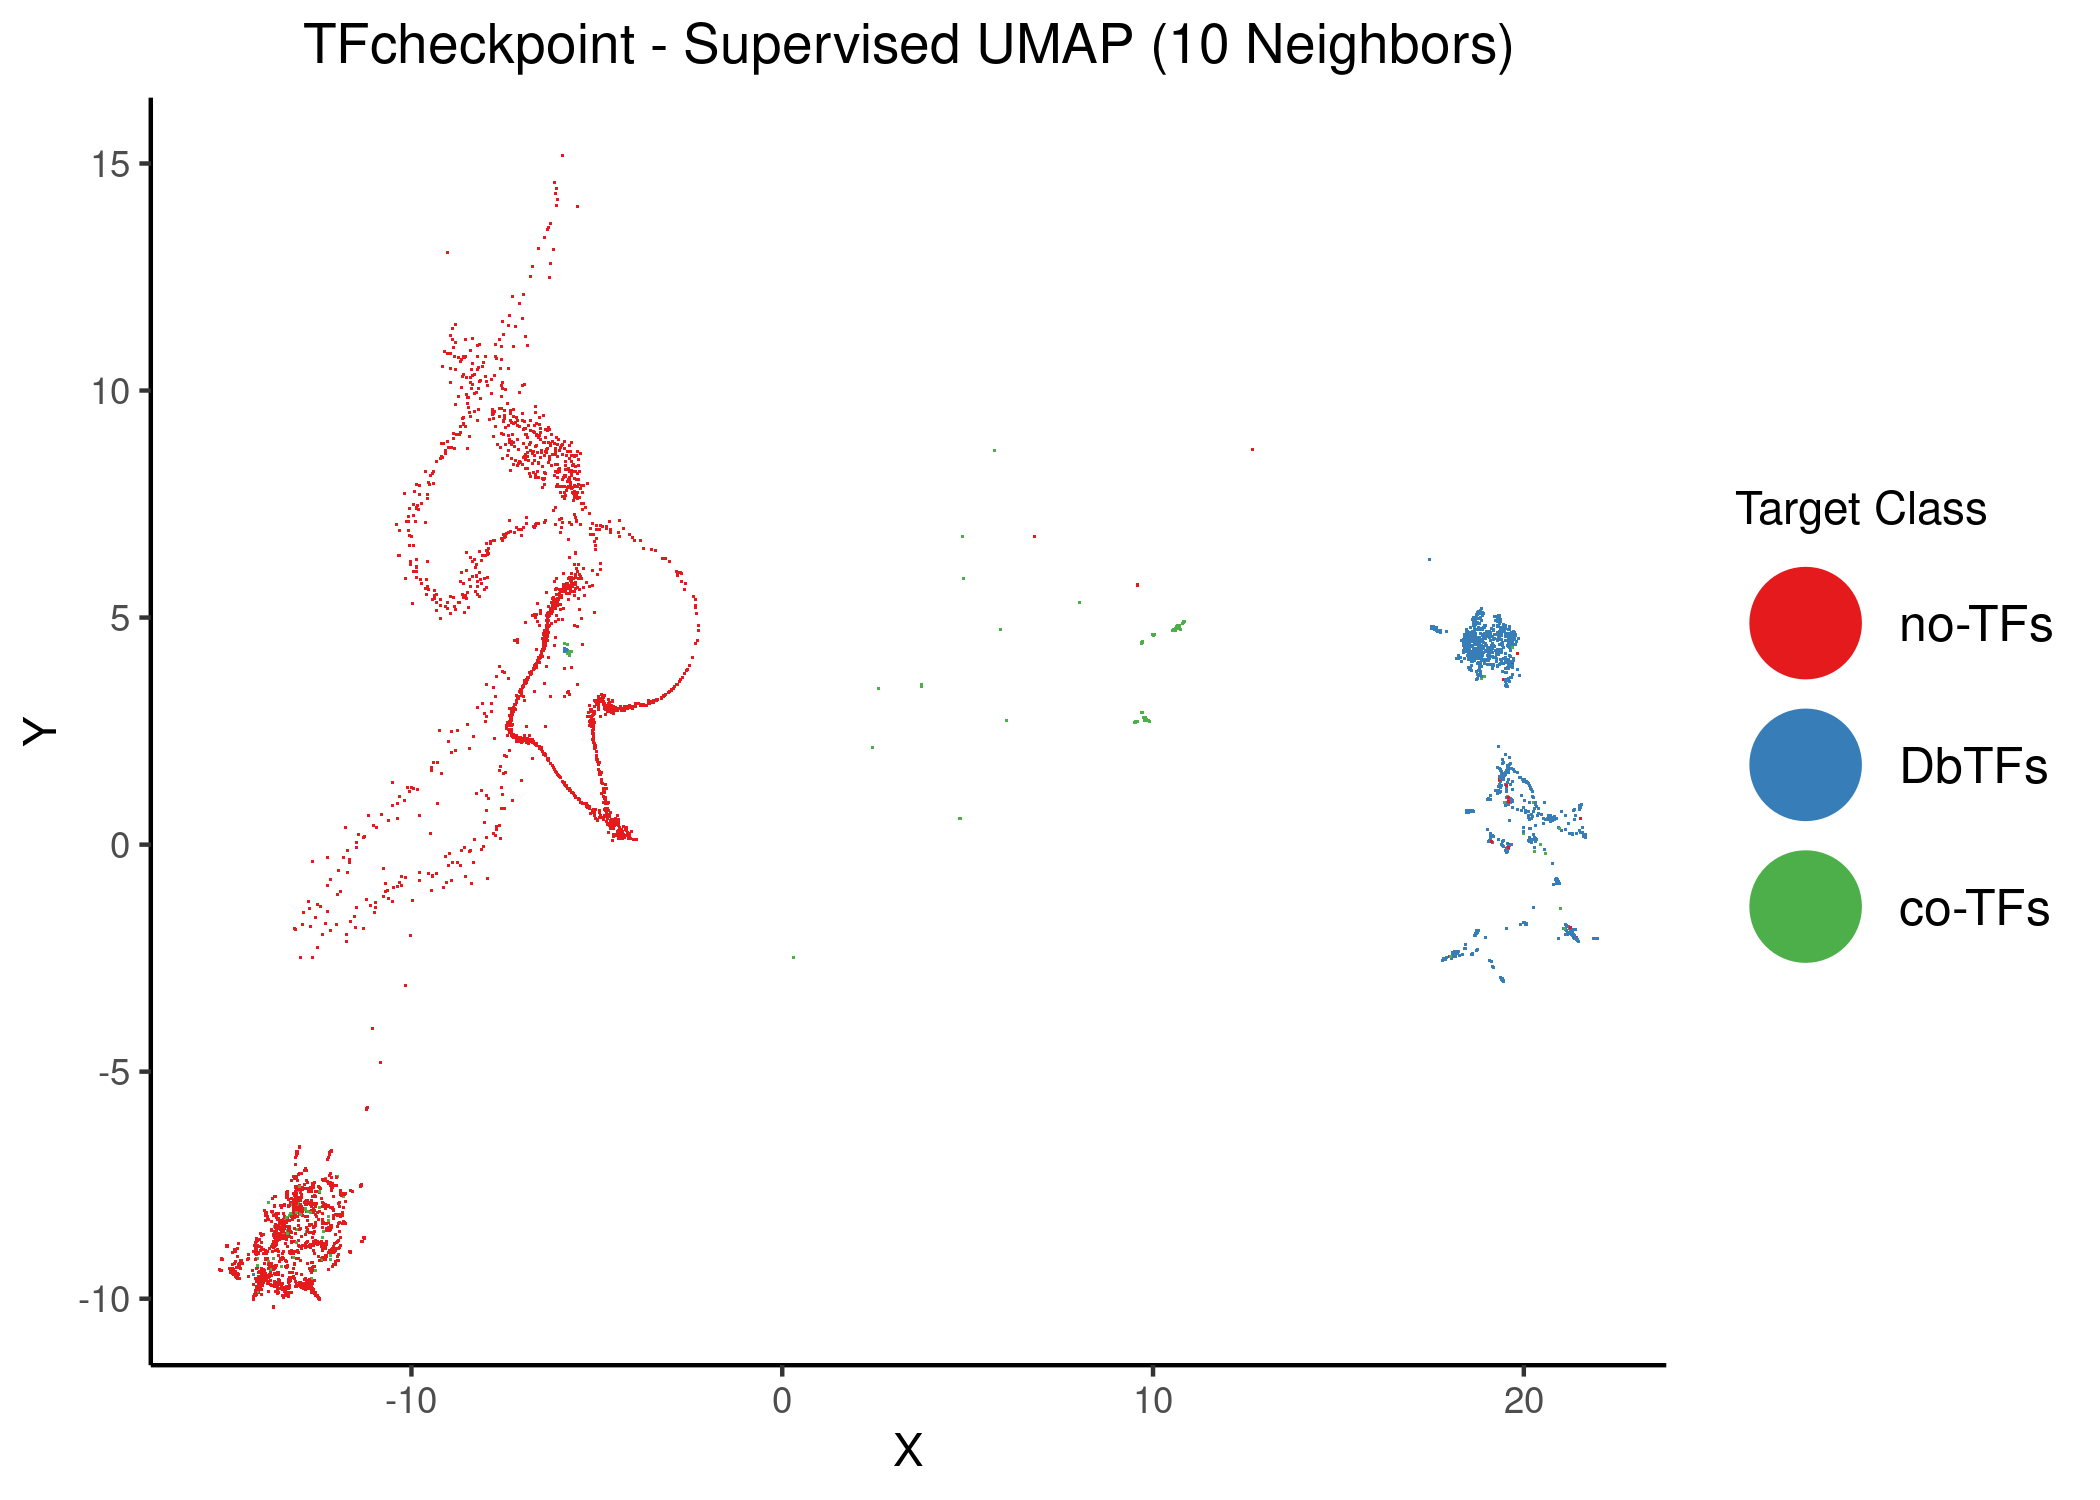 TFcheckpoint - Supervised UMAP (10 Neighbors)
15
10
5
0
-5
-10
Y
-10
0
10
20
X
Target Class
no-TFs
DbTFs
co-TFs